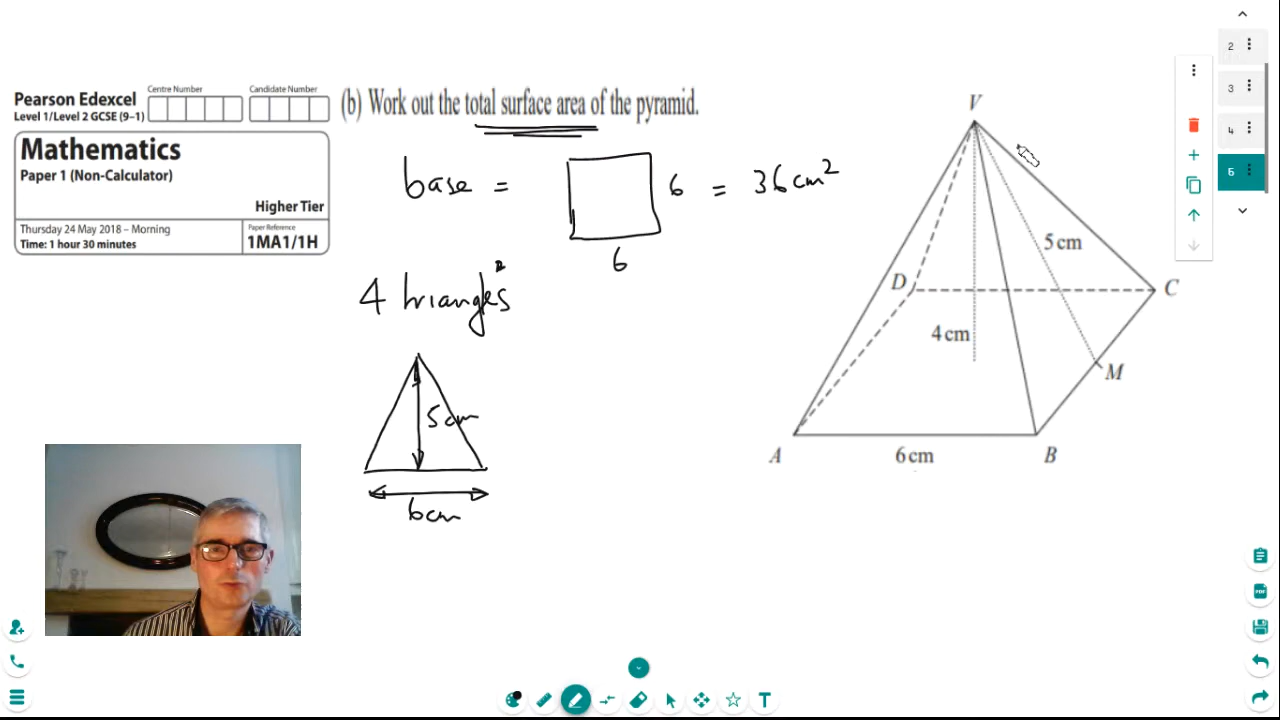 Pearson Edexcel
Level 1/Level 2 GCSE (9–1)
Centre Number
Candidate Number
Mathematics
Paper 1 (Non-Calculator)
Higher Tier
Thursday 24 May 2018 – Morning
Time: 1 hour 30 minutes
Paper Reference
1MA1/1H
(b) Work out the total surface area of the pyramid.
base = 6 = 36cm²
6
4 triangles
5cm
6cm
V
5 cm
D
C
4 cm
M
A
6 cm
B
2
3
4
5
PDF
T